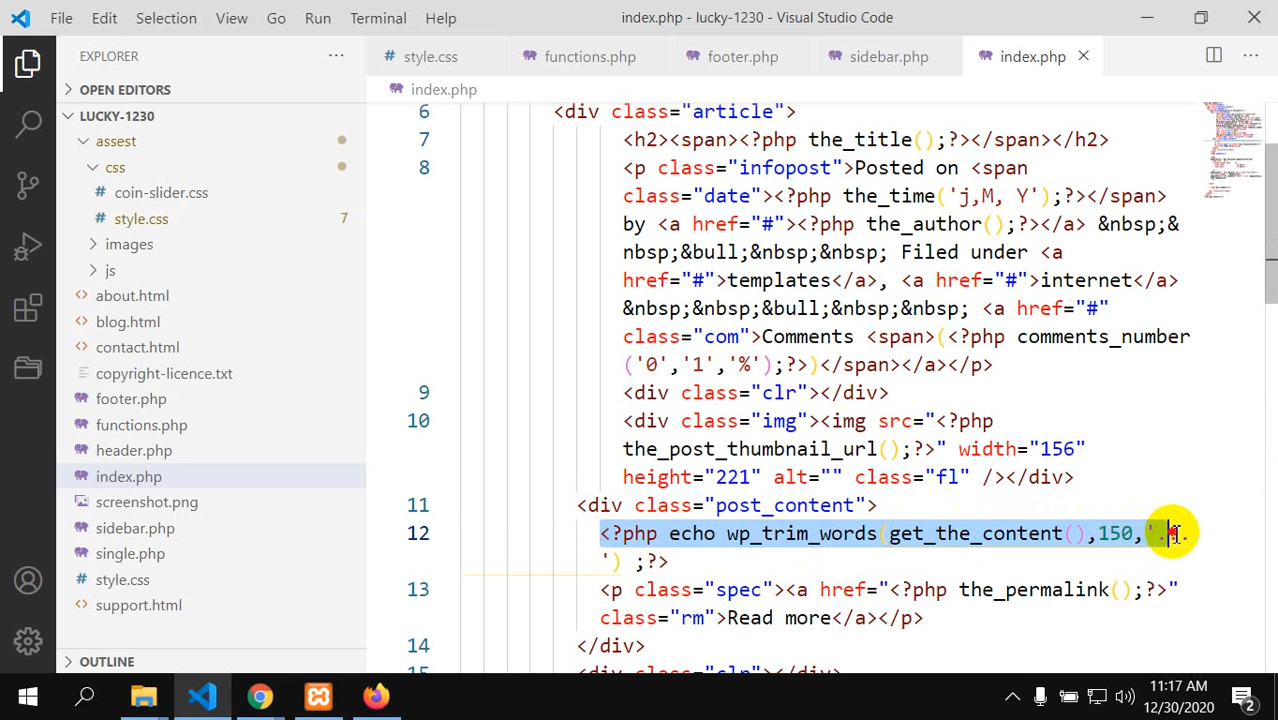 File Edit Selection View Go Run Terminal Help
index.php - lucky-1230 - Visual Studio Code
EXPLORER
OPEN EDITORS
LUCKY-1230
assest
css
coin-slider.css
style.css 7
images
js
about.html
blog.html
contact.html
copyright-licence.txt
footer.php
functions.php
header.php
index.php
screenshot.png
sidebar.php
single.php
style.css
support.html
OUTLINE
style.css functions.php footer.php sidebar.php index.php
index.php
6 <div class="article">
7 <h2><span><?php the_title();?></span></h2>
8 <p class="infopost">Posted on <span
class="date"><?php the_time('j,M, Y');?></span>
by <a href="#"><?php the_author();?></a> &nbsp;&
nbsp;&bull;&nbsp;&nbsp; Filed under <a
href="#">templates</a>, <a href="#">internet</a>
&nbsp;&nbsp;&bull;&nbsp;&nbsp; <a href="#"
class="com">Comments <span>(<?php comments_number
('0','1','%');?>)</span></a></p>
9 <div class="clr"></div>
10 <div class="img"><img src="<?php
the_post_thumbnail_url();?>" width="156"
height="221" alt="" class="fl" /></div>
11 <div class="post_content">
12 <?php echo wp_trim_words(get_the_content(),150,'...
') ;?>
13 <p class="spec"><a href="<?php the_permalink();?>"
class="rm">Read more</a></p>
14 </div>
15 <div class="clr"></div>
11:17 AM
12/30/2020
2